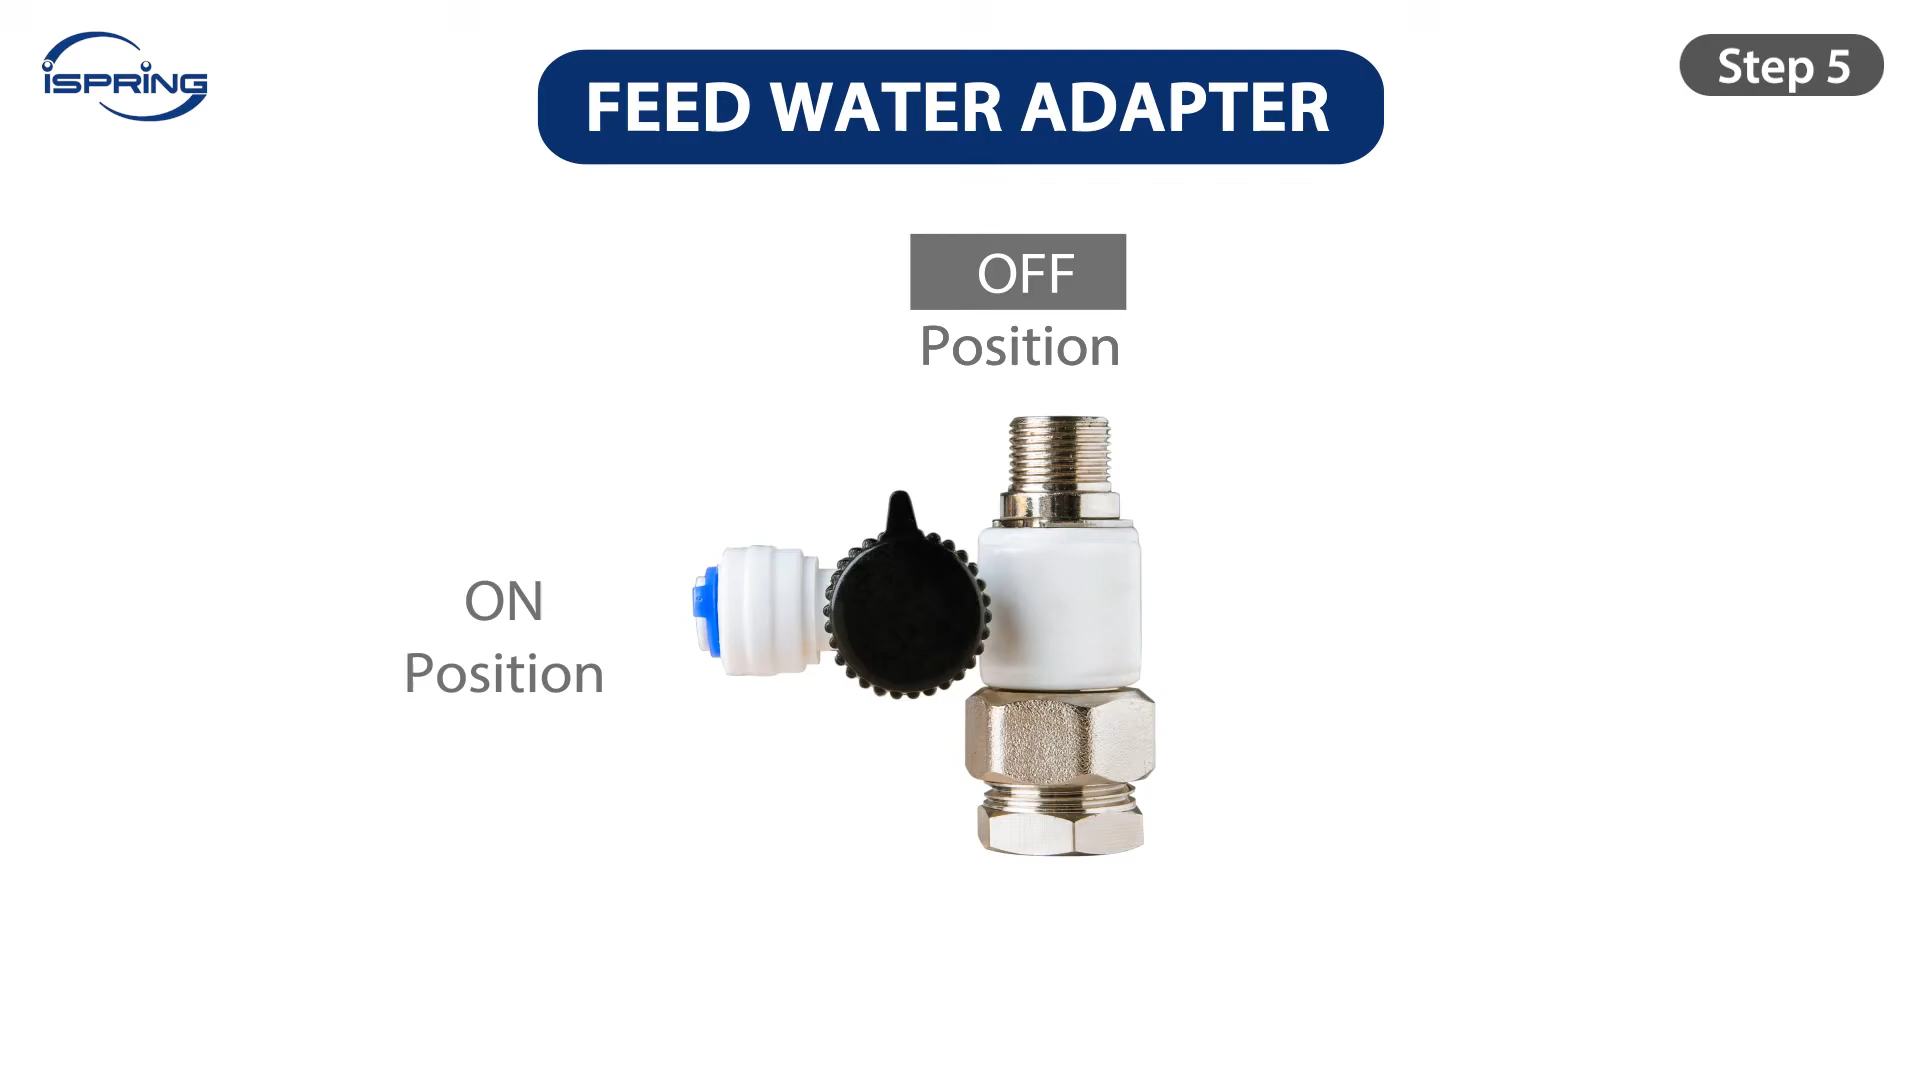 iSPRING
FEED WATER ADAPTER
Step 5
OFF
Position
ON
Position